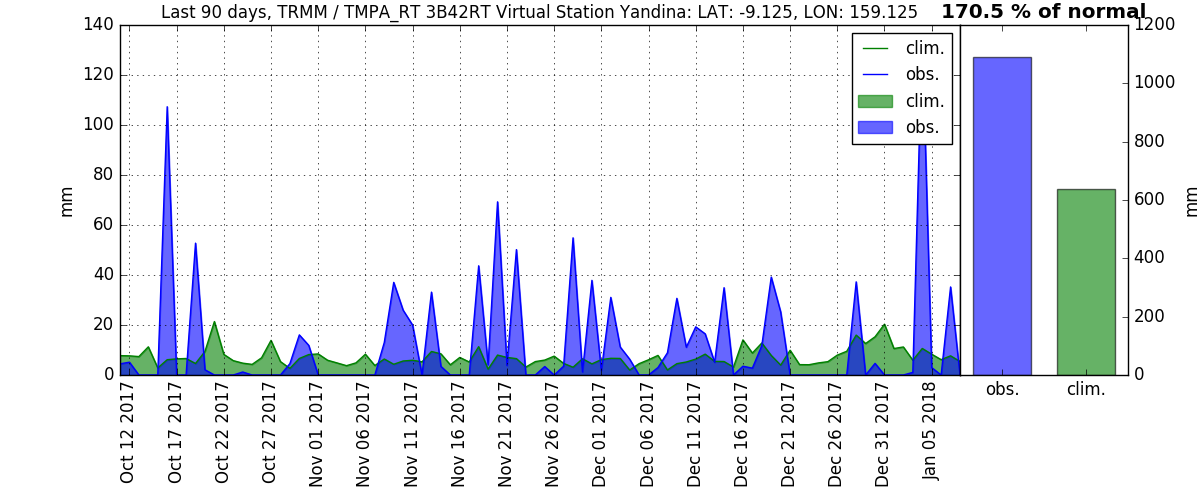 Last 90 days, TRMM / TMPA_RT 3B42RT Virtual Station Yandina: LAT: -9.125, LON: 159.125
170.5 % of normal
mm
140
120
100
80
60
40
20
0
clim.
obs.
clim.
obs.
1200
1000
800
600
400
200
0
mm
Oct 12 2017
Oct 17 2017
Oct 22 2017
Oct 27 2017
Nov 01 2017
Nov 06 2017
Nov 11 2017
Nov 16 2017
Nov 21 2017
Nov 26 2017
Dec 01 2017
Dec 06 2017
Dec 11 2017
Dec 16 2017
Dec 21 2017
Dec 26 2017
Dec 31 2017
Jan 05 2018
obs.
clim.